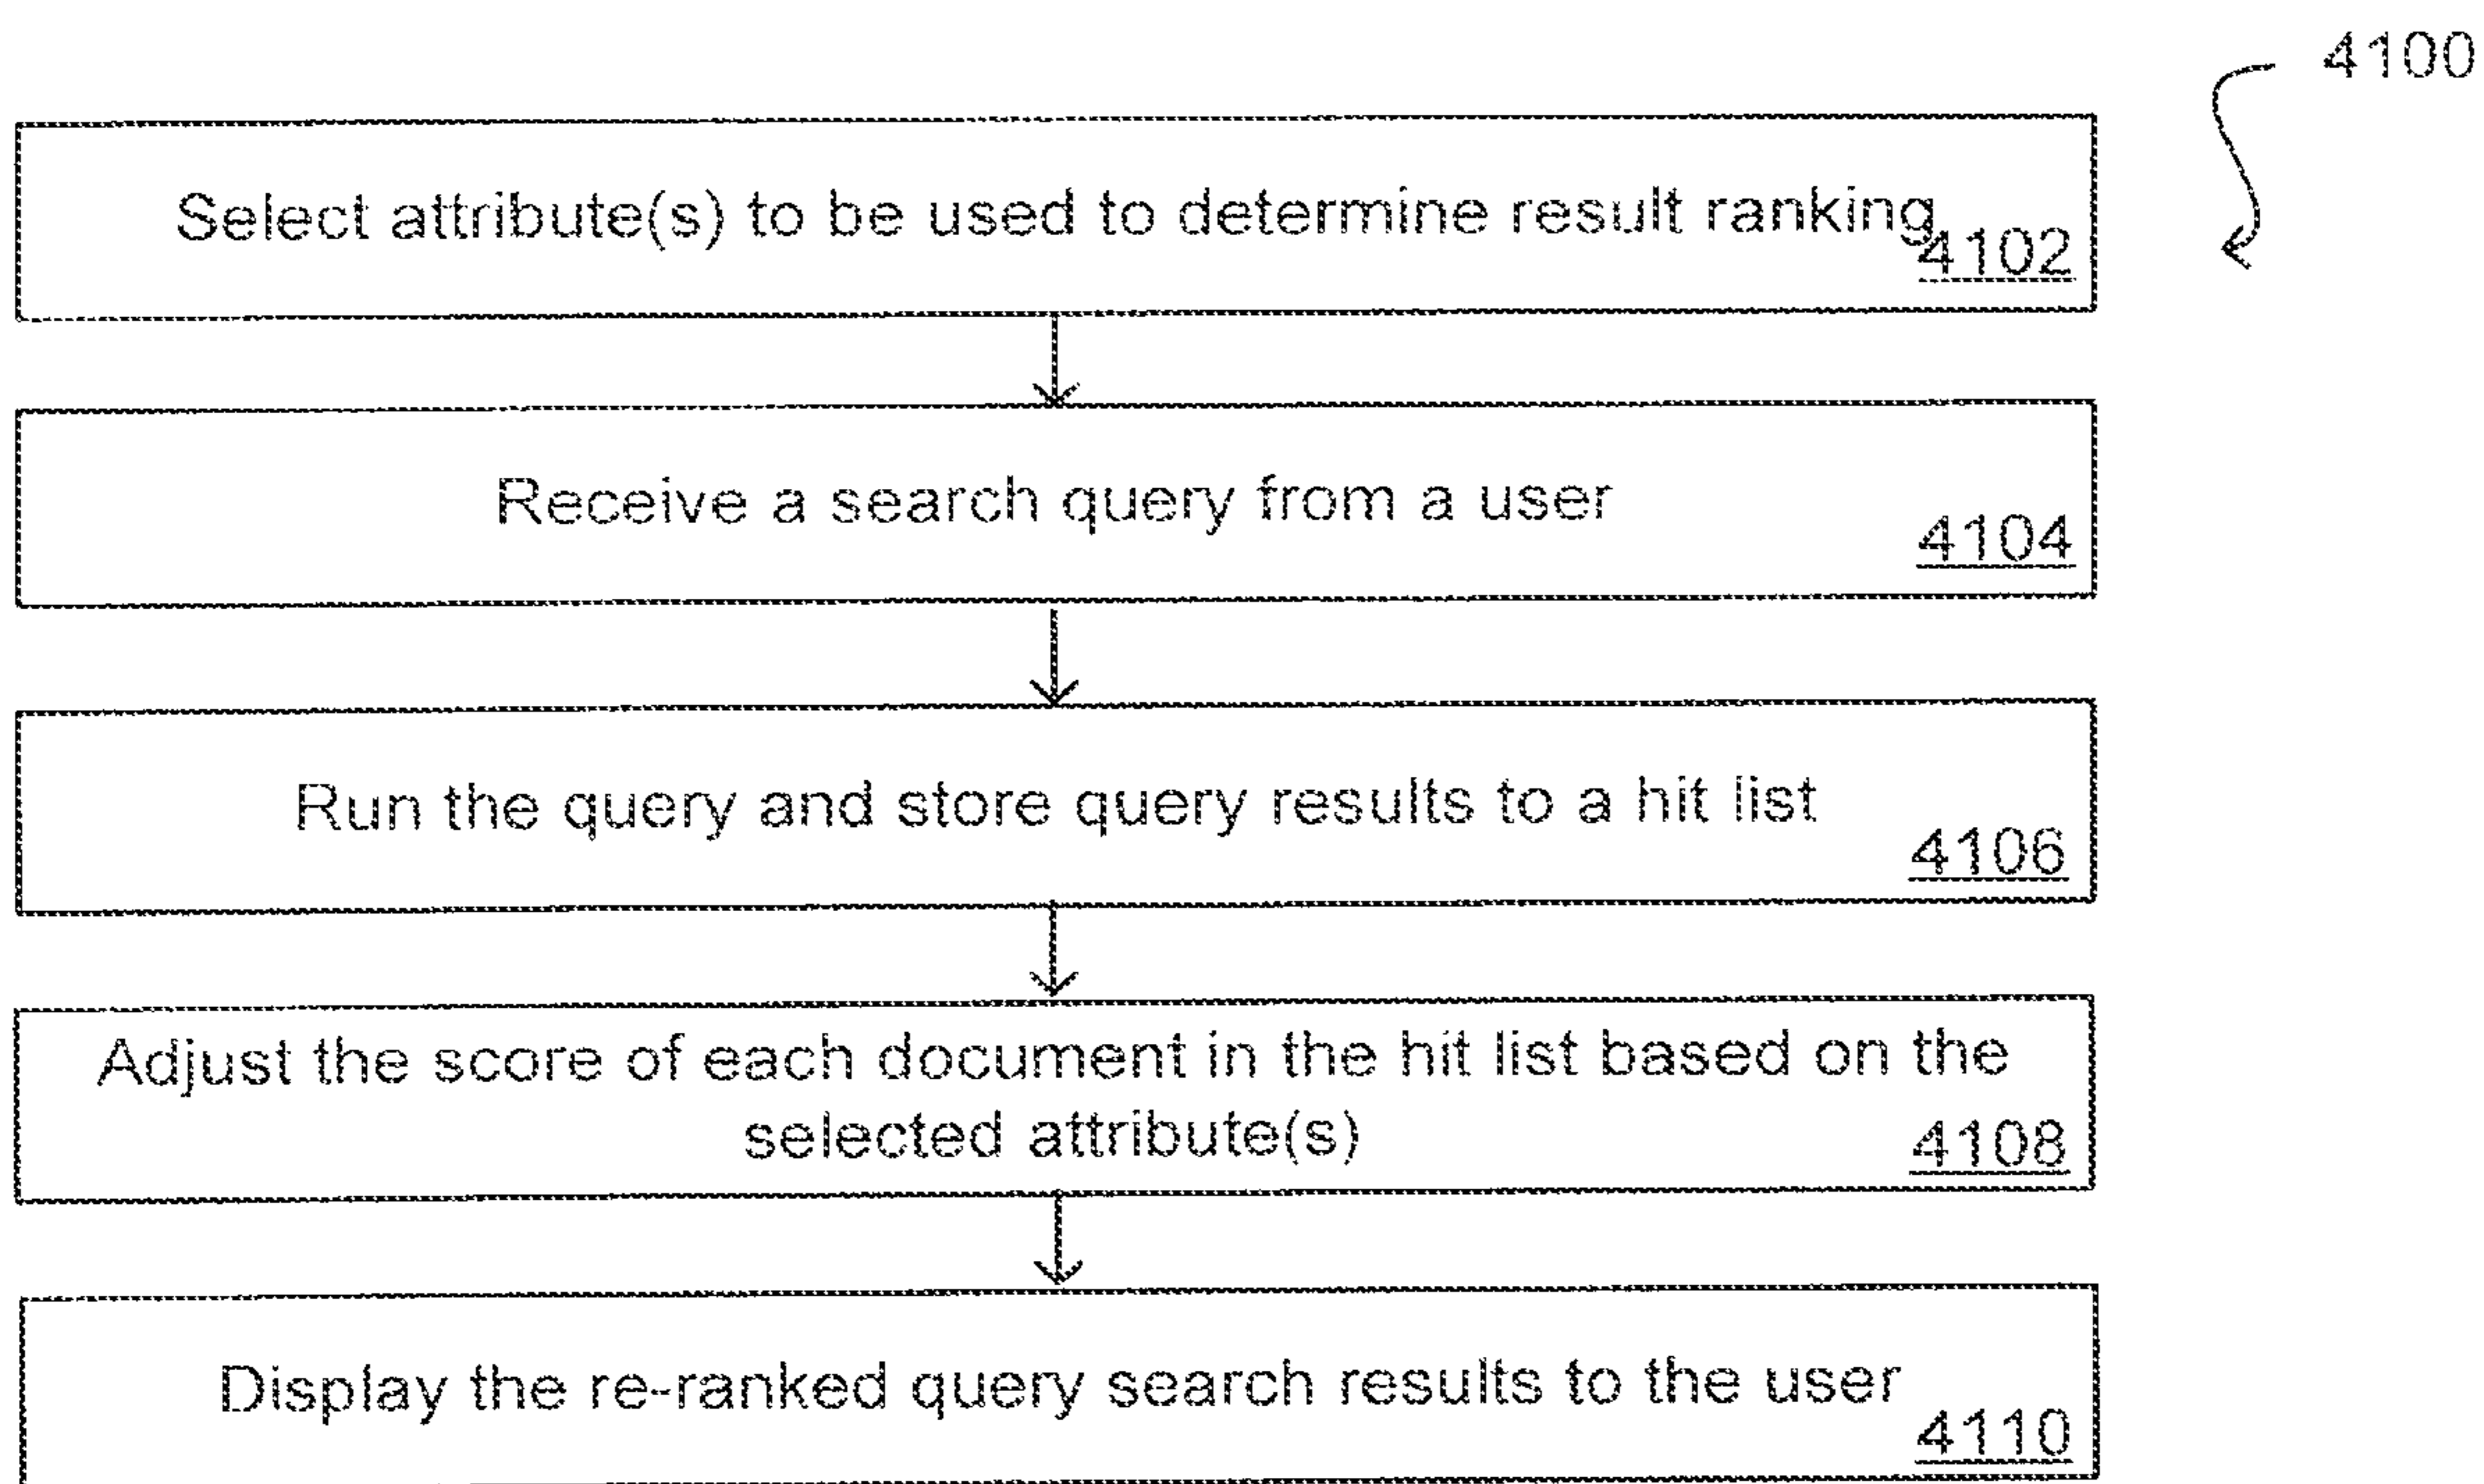 4100
Select attribute(s) to be used to determine result ranking
4102
Receive a search query from a user
4104
Run the query and store query results to a hit list
4106
Adjust the score of each document in the hit list based on the
selected attribute(s)
4108
Display the re-ranked query search results to the user
4110